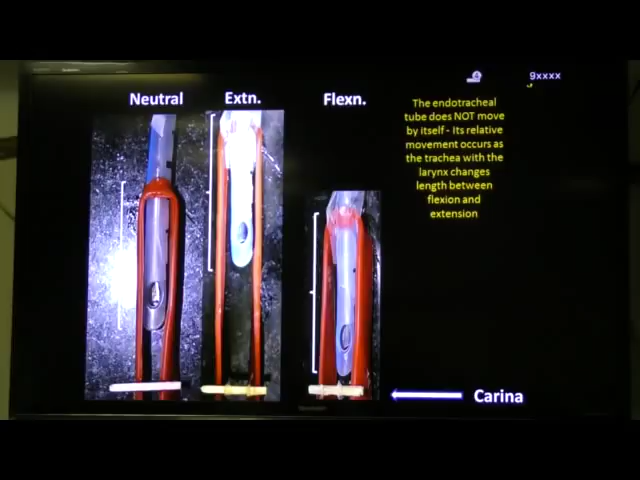 9xxxx
Neutral
Extn.
Flexn.
The endotracheal
tube does NOT move
by itself - Its relative
movement occurs as
the trachea with the
larynx changes
length between
flexion and
extension
Carina